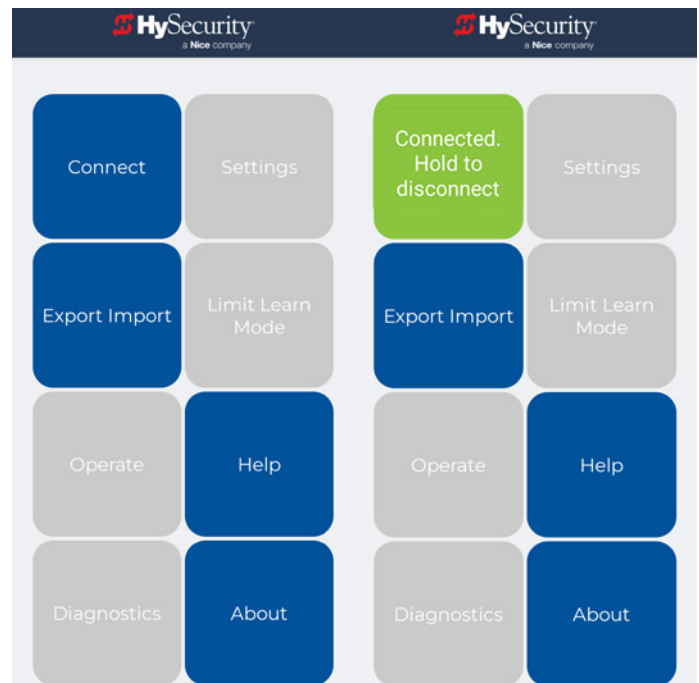 HySecurity
a Nice company
Connect
Settings
Export Import
Limit Learn
Mode
Operate
Help
Diagnostics
About
HySecurity
a Nice company
Connected.
Hold to
disconnect
Settings
Export Import
Limit Learn
Mode
Operate
Help
Diagnostics
About